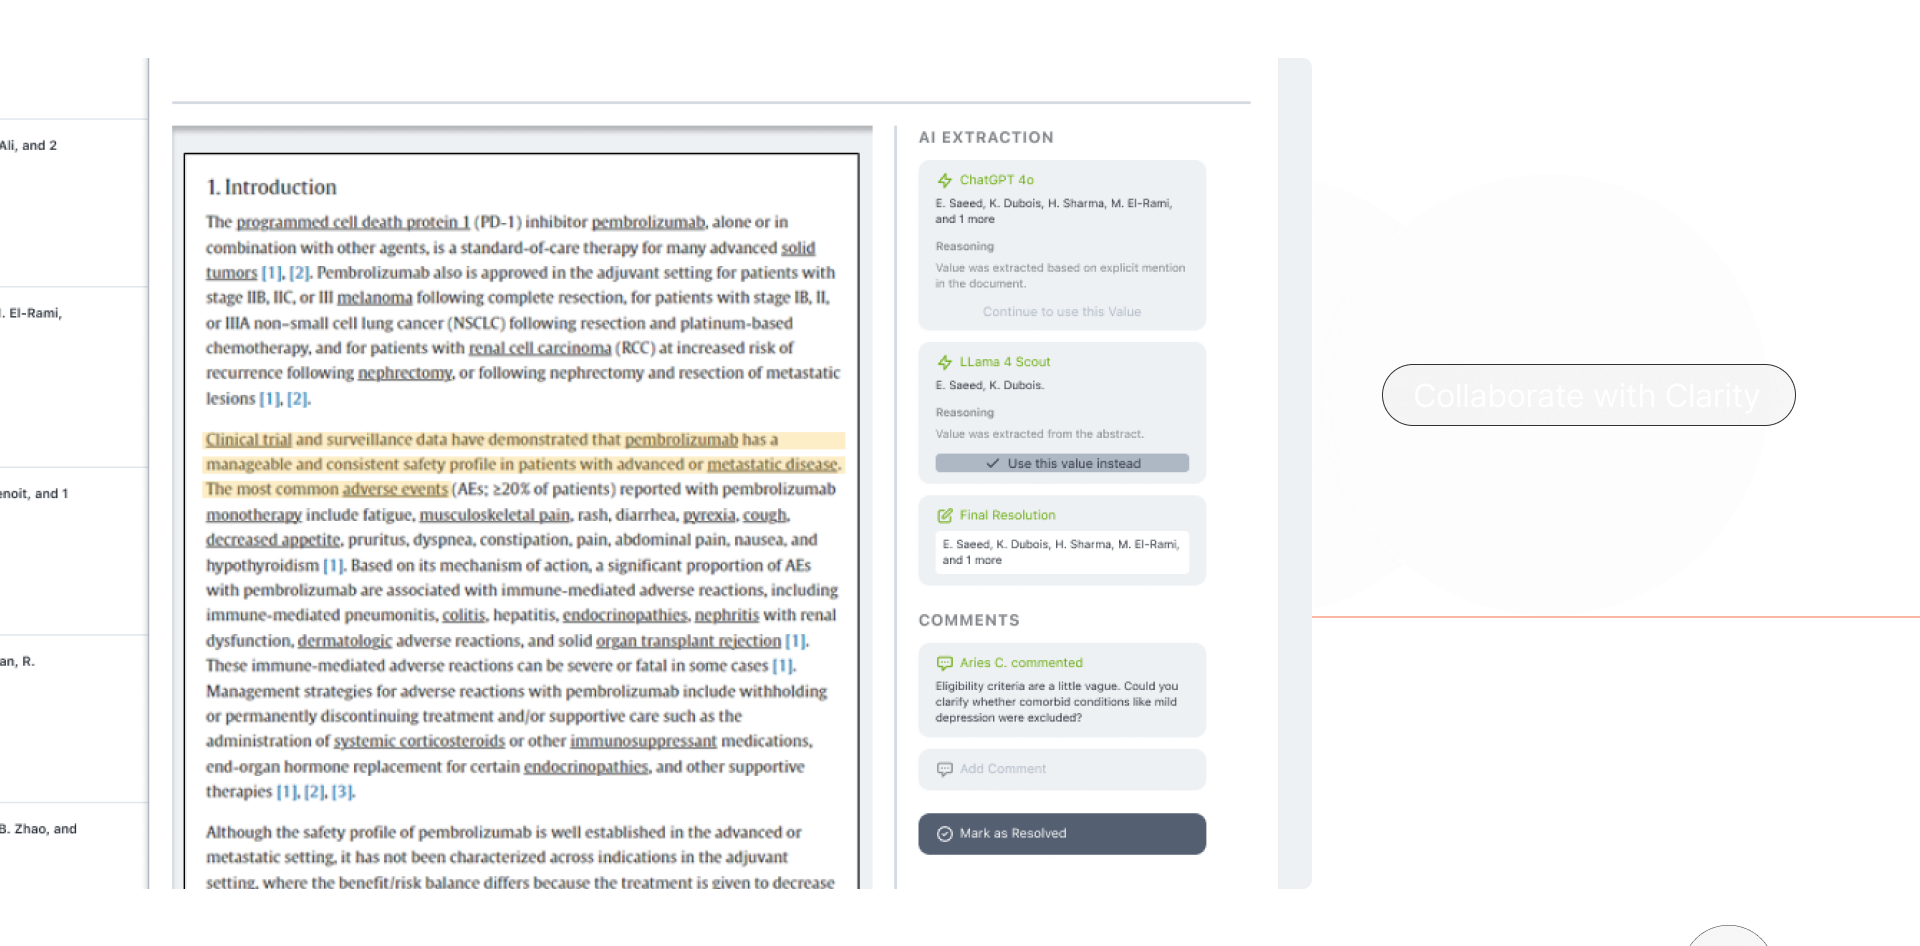 Ali, and 2
El-Rami,
and 1
an, R.
B. Zhao, and
1. Introduction
The programmed cell death protein 1 (PD-1) inhibitor pembrolizumab, alone or in
combination with other agents, is a standard-of-care therapy for many advanced solid
tumors [1], [2]. Pembrolizumab also is approved in the adjuvant setting for patients with
stage IIB, IIC, or III melanoma following complete resection, for patients with stage IB, II,
or IIIA non–small cell lung cancer (NSCLC) following resection and platinum-based
chemotherapy, and for patients with renal cell carcinoma (RCC) at increased risk of
recurrence following nephrectomy, or following nephrectomy and resection of metastatic
lesions [1], [2].
Clinical trial and surveillance data have demonstrated that pembrolizumab has a
manageable and consistent safety profile in patients with advanced or metastatic disease.
The most common adverse events (AEs; ≥20% of patients) reported with pembrolizumab
monotherapy include fatigue, musculoskeletal pain, rash, diarrhea, pyrexia, cough,
decreased appetite, pruritus, dyspnea, constipation, pain, abdominal pain, nausea, and
hypothyroidism [1]. Based on its mechanism of action, a significant proportion of AEs
with pembrolizumab are associated with immune-mediated adverse reactions, including
immune-mediated pneumonitis, colitis, hepatitis, endocrinopathies, nephritis with renal
dysfunction, dermatologic adverse reactions, and solid organ transplant rejection [1].
These immune-mediated adverse reactions can be severe or fatal in some cases [1].
Management strategies for adverse reactions with pembrolizumab include withholding
or permanently discontinuing treatment and/or supportive care such as the
administration of systemic corticosteroids or other immunosuppressant medications,
end-organ hormone replacement for certain endocrinopathies, and other supportive
therapies [1], [2], [3].
Although the safety profile of pembrolizumab is well established in the advanced or
metastatic setting, it has not been characterized across indications in the adjuvant
setting, where the benefit/risk balance differs because the treatment is given to decrease
AI EXTRACTION
ChatGPT 4o
E. Saeed, K. Dubois, H. Sharma, M. El-Rami,
and 1 more
Reasoning
Value was extracted based on explicit mention
in the document.
Continue to use this Value
LLama 4 Scout
E. Saeed, K. Dubois.
Reasoning
Value was extracted from the abstract.
Use this value instead
Final Resolution
E. Saeed, K. Dubois, H. Sharma, M. El-Rami,
and 1 more
COMMENTS
Aries C. commented
Eligibility criteria are a little vague. Could you
clarify whether comorbid conditions like mild
depression were excluded?
Add Comment
Mark as Resolved
Collaborate with Clarity